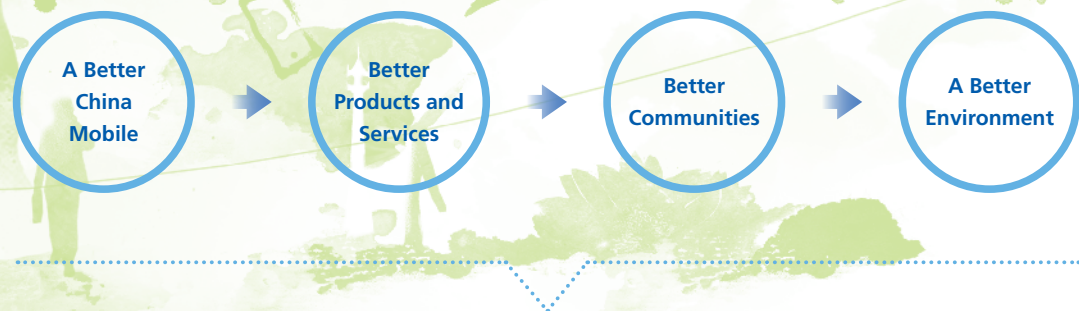 A Better
China
Mobile
Better
Products and
Services
Better
Communities
A Better
Environment